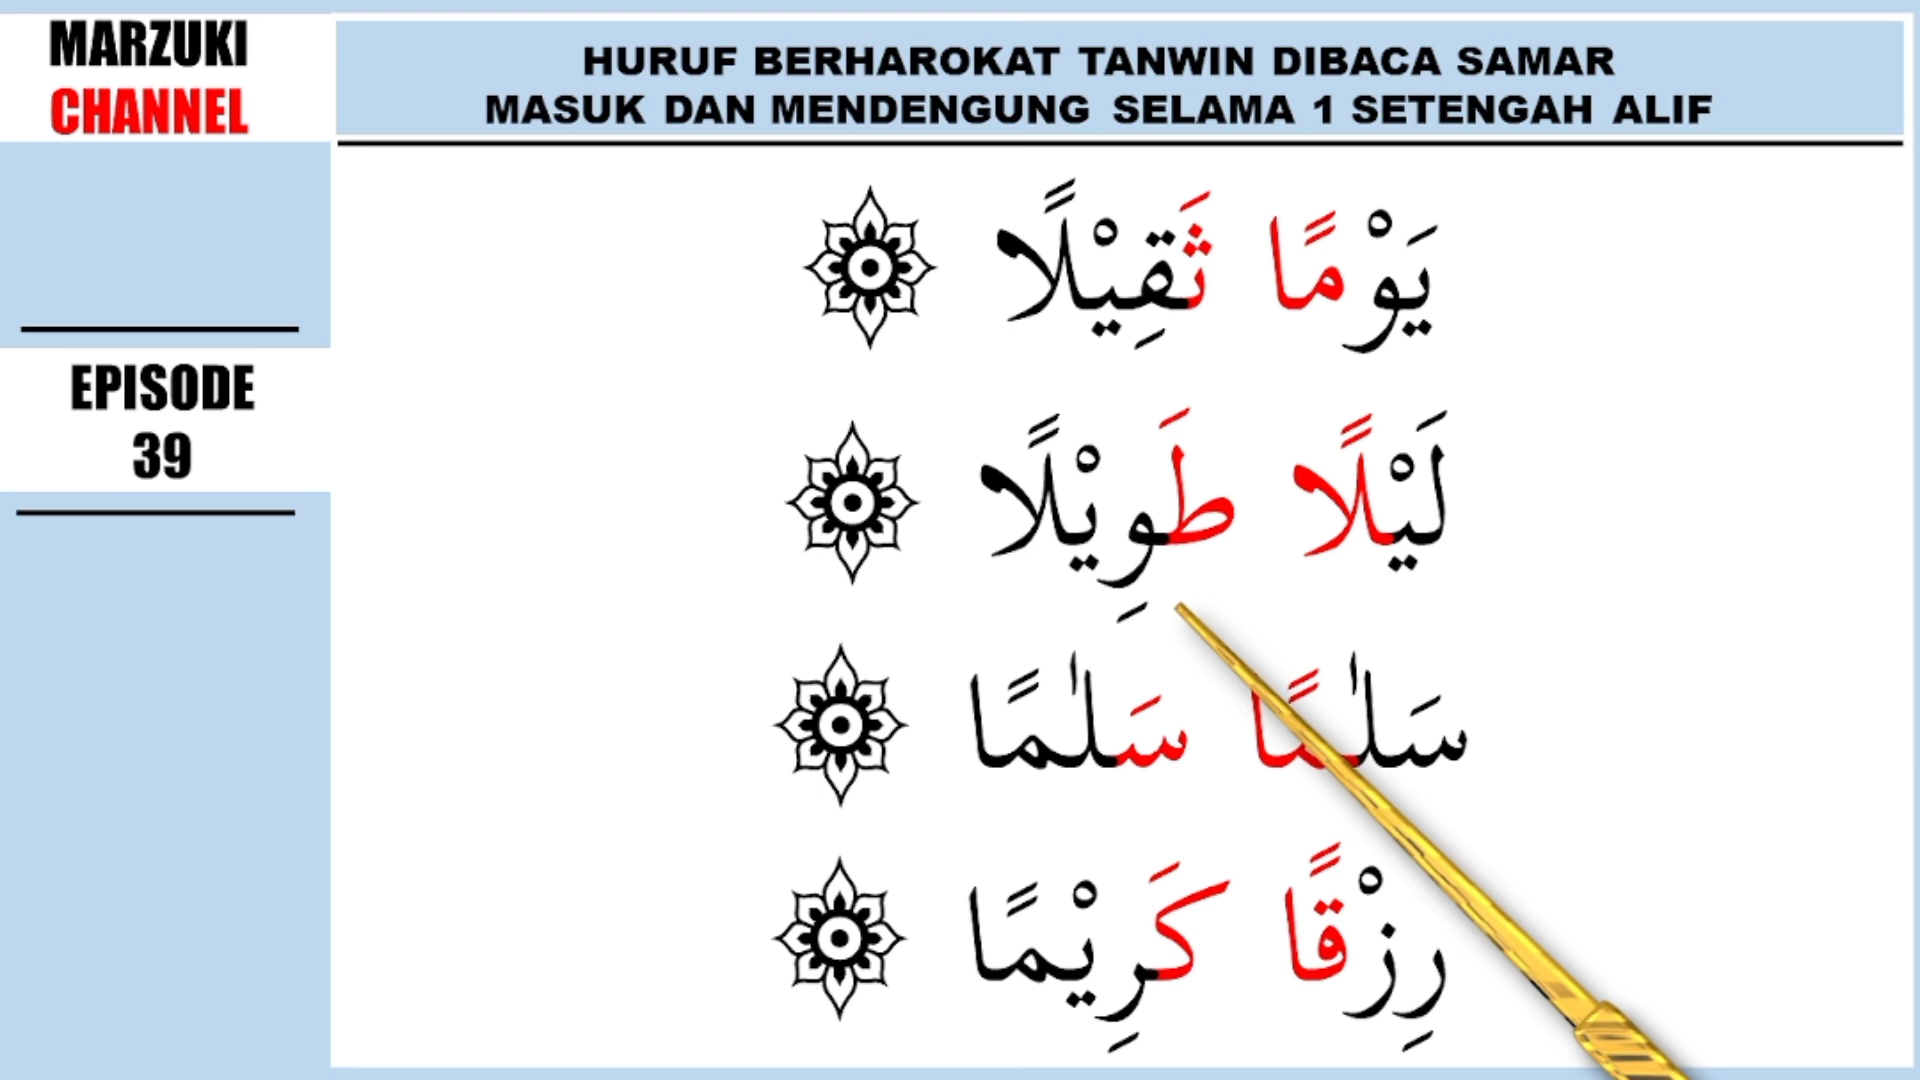 MARZUKI
CHANNEL
EPISODE
39
HURUF BERHAROKAT TANWIN DIBACA SAMAR
MASUK DAN MENDENGUNG SELAMA 1 SETENGAH ALIF
يَوْمًا ثَقِيْلًا
لَيْلًا طَوِيْلًا
سَلٰمًا سَلٰمًا
رِزْقًا كَرِيْمًا